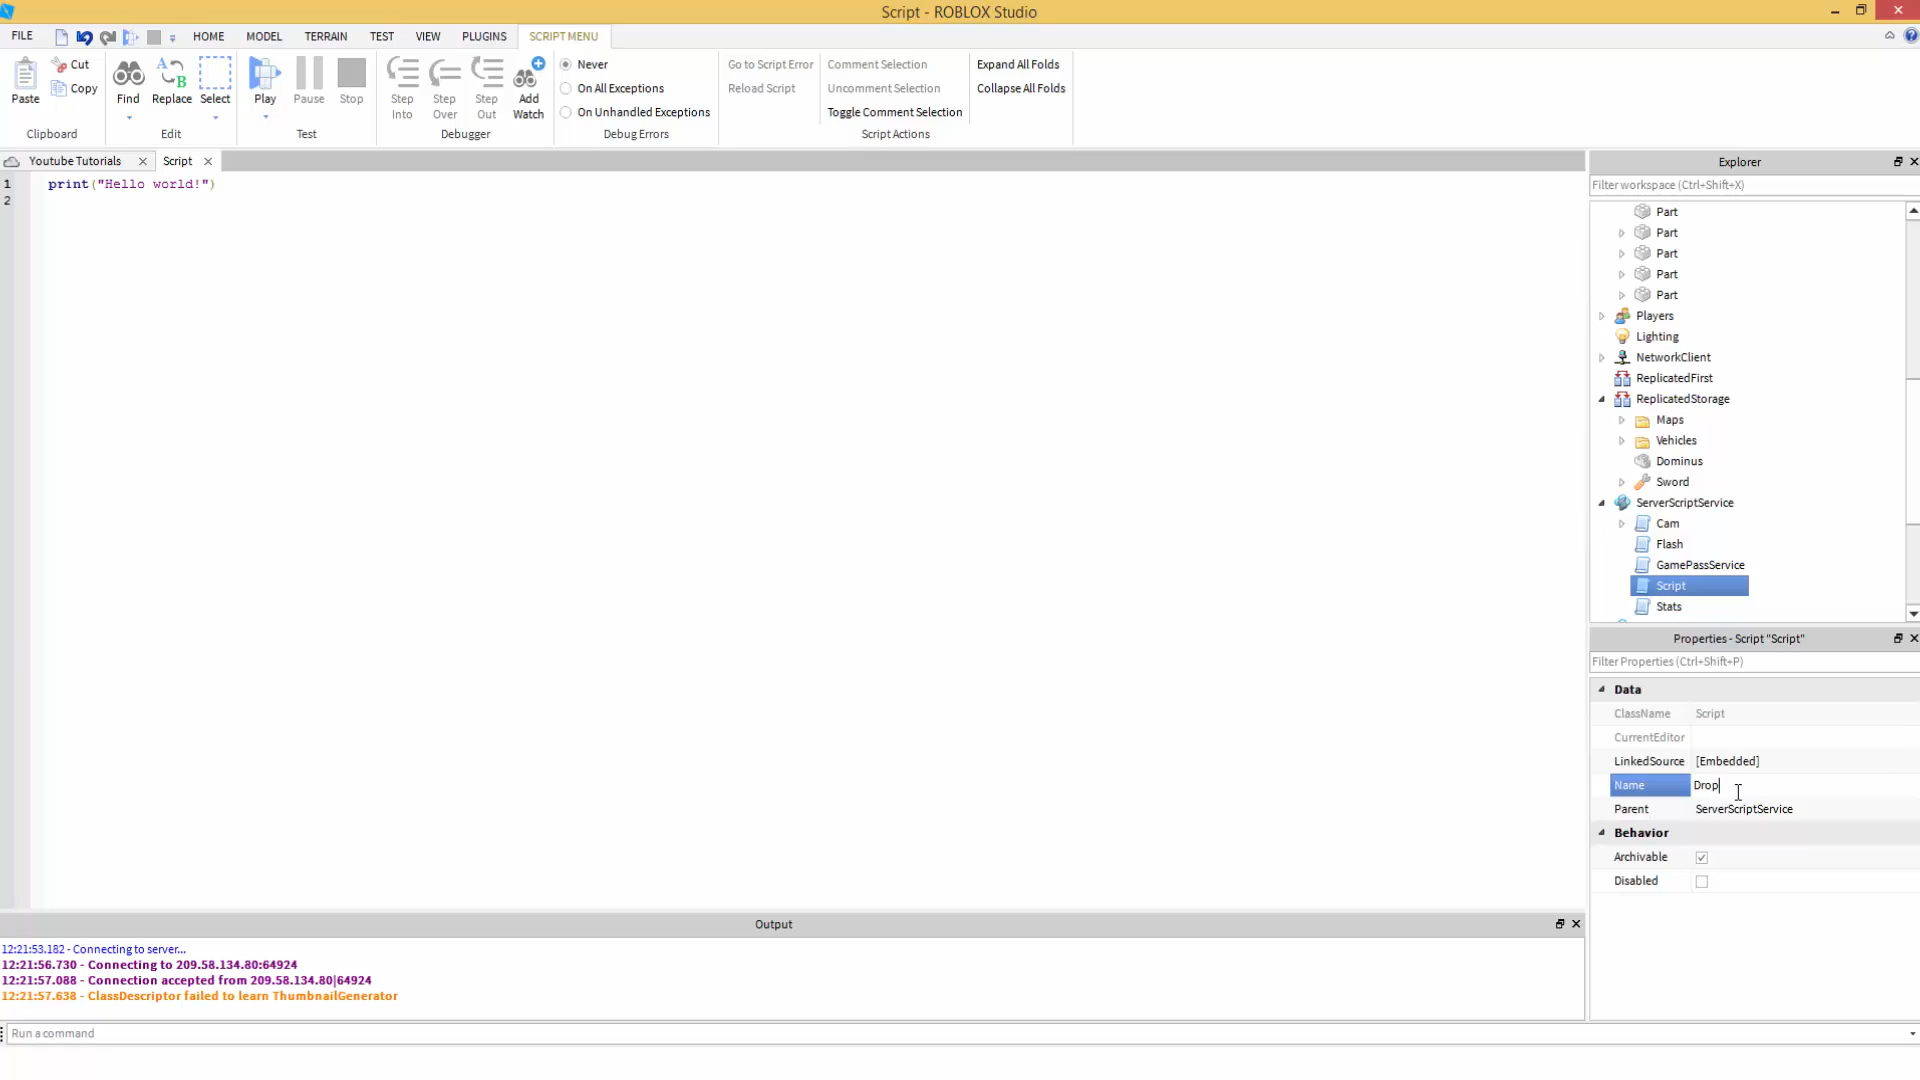 Script - ROBLOX Studio
FILE HOME MODEL TERRAIN TEST VIEW PLUGINS SCRIPT MENU
Paste Cut Copy Find Replace Select Play Pause Stop Step Into Step Over Step Out Add Watch
Never
On All Exceptions
On Unhandled Exceptions
Go to Script Error
Reload Script
Comment Selection
Uncomment Selection
Toggle Comment Selection
Expand All Folds
Collapse All Folds
Clipboard Edit Test Debugger Debug Errors Script Actions
Youtube Tutorials Script
1 print("Hello world!")
2
Explorer
Filter workspace (Ctrl+Shift+X)
Part
Part
Part
Part
Part
Players
Lighting
NetworkClient
ReplicatedFirst
ReplicatedStorage
Maps
Vehicles
Dominus
Sword
ServerScriptService
Cam
Flash
GamePassService
Script
Stats
Properties - Script "Script"
Filter Properties (Ctrl+Shift+P)
Data
ClassName Script
CurrentEditor
LinkedSource [Embedded]
Name Drop
Parent ServerScriptService
Behavior
Archivable
Disabled
Output
12:21:53.182 - Connecting to server...
12:21:56.730 - Connecting to 209.58.134.80:64924
12:21:57.088 - Connection accepted from 209.58.134.80|64924
12:21:57.638 - ClassDescriptor failed to learn ThumbnailGenerator
Run a command